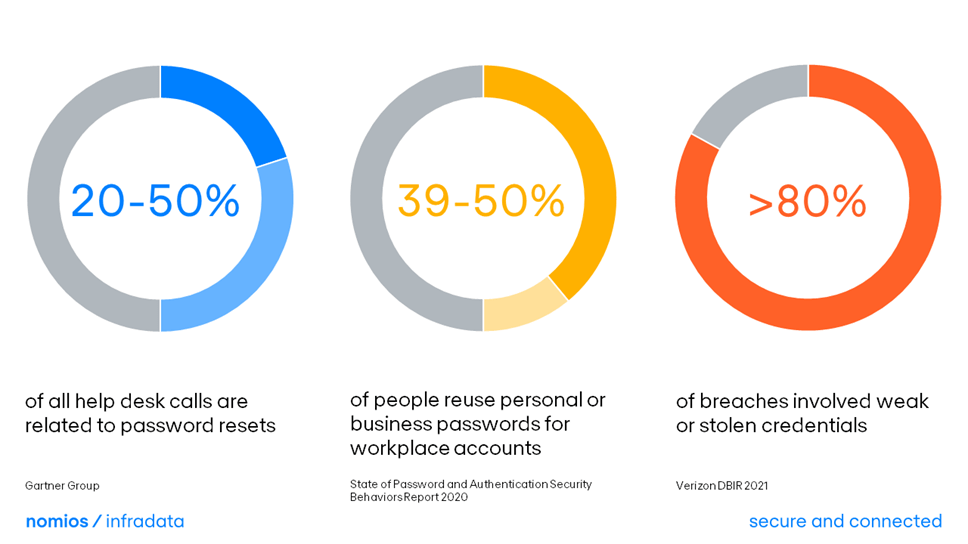 20-50%
39-50%
>80%
of all help desk calls are
related to password resets
Gartner Group
of people reuse personal or
business passwords for
workplace accounts
State of Password and Authentication Security
Behaviors Report 2020
of breaches involved weak
or stolen credentials
Verizon DBIR 2021
nomios / infradata
secure and connected